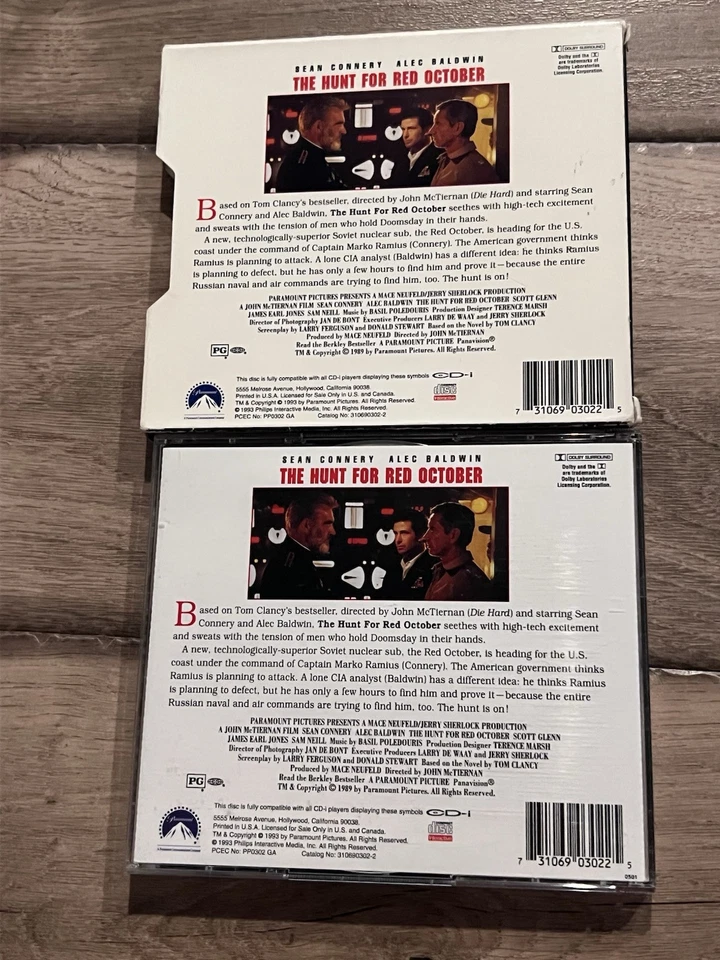 SEAN CONNERY ALEC BALDWIN
THE HUNT FOR RED OCTOBER
DOLBY SURROUND
Dolby and the
are trademarks of
Dolby Laboratories
Licensing Corporation.
Based on Tom Clancy's bestseller, directed by John McTiernan (Die Hard) and starring Sean
Connery and Alec Baldwin, The Hunt For Red October seethes with high-tech excitement
and sweats with the tension of men who hold Doomsday in their hands.
A new, technologically-superior Soviet nuclear sub, the Red October, is heading for the U.S.
coast under the command of Captain Marko Ramius (Connery). The American government thinks
Ramius is planning to attack. A lone CIA analyst (Baldwin) has a different idea: he thinks Ramius
is planning to defect, but he has only a few hours to find him and prove it—because the entire
Russian naval and air commands are trying to find him, too. The hunt is on!
PARAMOUNT PICTURES PRESENTS A MACE NEUFELD/JERRY SHERLOCK PRODUCTION
A JOHN McTIERNAN FILM SEAN CONNERY ALEC BALDWIN THE HUNT FOR RED OCTOBER SCOTT GLENN
JAMES EARL JONES SAM NEILL Music by BASIL POLEDOURIS Production Designer TERENCE MARSH
Director of Photography JAN DE BONT Executive Producers LARRY DE WAAY and JERRY SHERLOCK
Screenplay by LARRY FERGUSON and DONALD STEWART Based on the Novel by TOM CLANCY
Produced by MACE NEUFELD Directed by JOHN McTIERNAN
Read the Berkley Bestseller A PARAMOUNT PICTURE Panavision®
TM & Copyright © 1989 by Paramount Pictures. All Rights Reserved.
PG
This disc is fully compatible with all CD-i players displaying these symbols CD-i
Paramount
5555 Melrose Avenue, Hollywood, California 90038.
Printed in U.S.A. Licensed for Sale Only in U.S. and Canada.
TM & Copyright © 1993 by Paramount Pictures. All Rights Reserved.
© 1993 Philips Interactive Media, Inc. All Rights Reserved.
PCEC No: PP0302 GA Catalog No: 310690302-2
disc
Interactive
7 31069 03022 5
SEAN CONNERY ALEC BALDWIN
THE HUNT FOR RED OCTOBER
DOLBY SURROUND
Dolby and the
are trademarks of
Dolby Laboratories
Licensing Corporation.
Based on Tom Clancy's bestseller, directed by John McTiernan (Die Hard) and starring Sean
Connery and Alec Baldwin, The Hunt For Red October seethes with high-tech excitement
and sweats with the tension of men who hold Doomsday in their hands.
A new, technologically-superior Soviet nuclear sub, the Red October, is heading for the U.S.
coast under the command of Captain Marko Ramius (Connery). The American government thinks
Ramius is planning to attack. A lone CIA analyst (Baldwin) has a different idea: he thinks Ramius
is planning to defect, but he has only a few hours to find him and prove it—because the entire
Russian naval and air commands are trying to find him, too. The hunt is on!
PARAMOUNT PICTURES PRESENTS A MACE NEUFELD/JERRY SHERLOCK PRODUCTION
A JOHN McTIERNAN FILM SEAN CONNERY ALEC BALDWIN THE HUNT FOR RED OCTOBER SCOTT GLENN
JAMES EARL JONES SAM NEILL Music by BASIL POLEDOURIS Production Designer TERENCE MARSH
Director of Photography JAN DE BONT Executive Producers LARRY DE WAAY and JERRY SHERLOCK
Screenplay by LARRY FERGUSON and DONALD STEWART Based on the Novel by TOM CLANCY
Produced by MACE NEUFELD Directed by JOHN McTIERNAN
Read the Berkley Bestseller A PARAMOUNT PICTURE Panavision®
TM & Copyright © 1989 by Paramount Pictures. All Rights Reserved.
PG
This disc is fully compatible with all CD-i players displaying these symbols CD-i
Paramount
5555 Melrose Avenue, Hollywood, California 90038.
Printed in U.S.A. Licensed for Sale Only in U.S. and Canada.
TM & Copyright © 1993 by Paramount Pictures. All Rights Reserved.
© 1993 Philips Interactive Media, Inc. All Rights Reserved.
PCEC No: PP0302 GA Catalog No: 310690302-2
disc
Interactive
7 31069 03022 5
0591